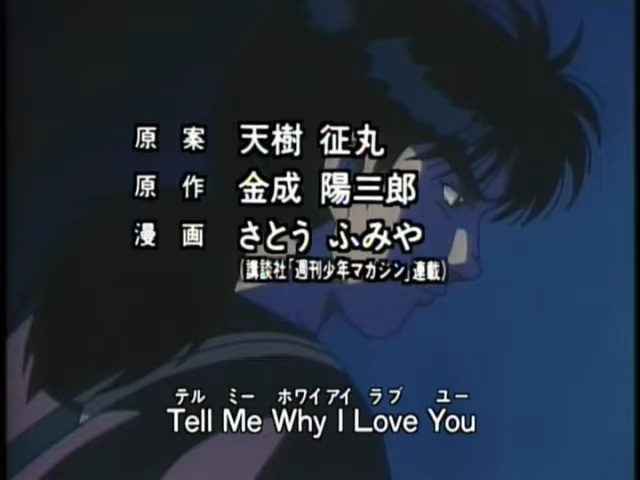 原案 天樹 征丸
原作 金成 陽三郎
漫画 さとう ふみや
(講談社「週刊少年マガジン」連載)
テル ミー ホワイアイ ラブ ユー
Tell Me Why I Love You